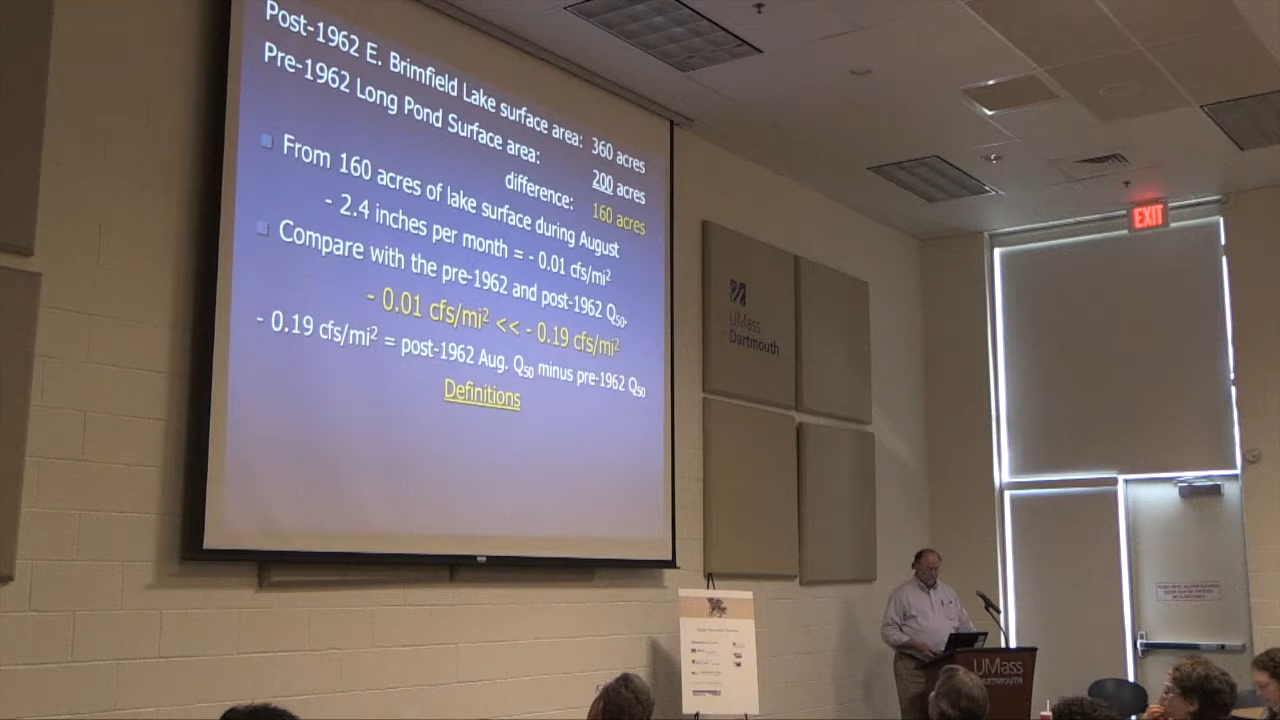 Post-1962 E. Brimfield Lake surface area: 360 acres
Pre-1962 Long Pond Surface area: 200 acres
difference: 160 acres
From 160 acres of lake surface during August
- 2.4 inches per month = - 0.01 cfs/mi²
Compare with the pre-1962 and post-1962 Q50.
- 0.01 cfs/mi² << - 0.19 cfs/mi²
- 0.19 cfs/mi² = post-1962 Aug. Q50 minus pre-1962 Q50
Definitions
EXIT
UMass
Dartmouth
UMass
DARTMOUTH